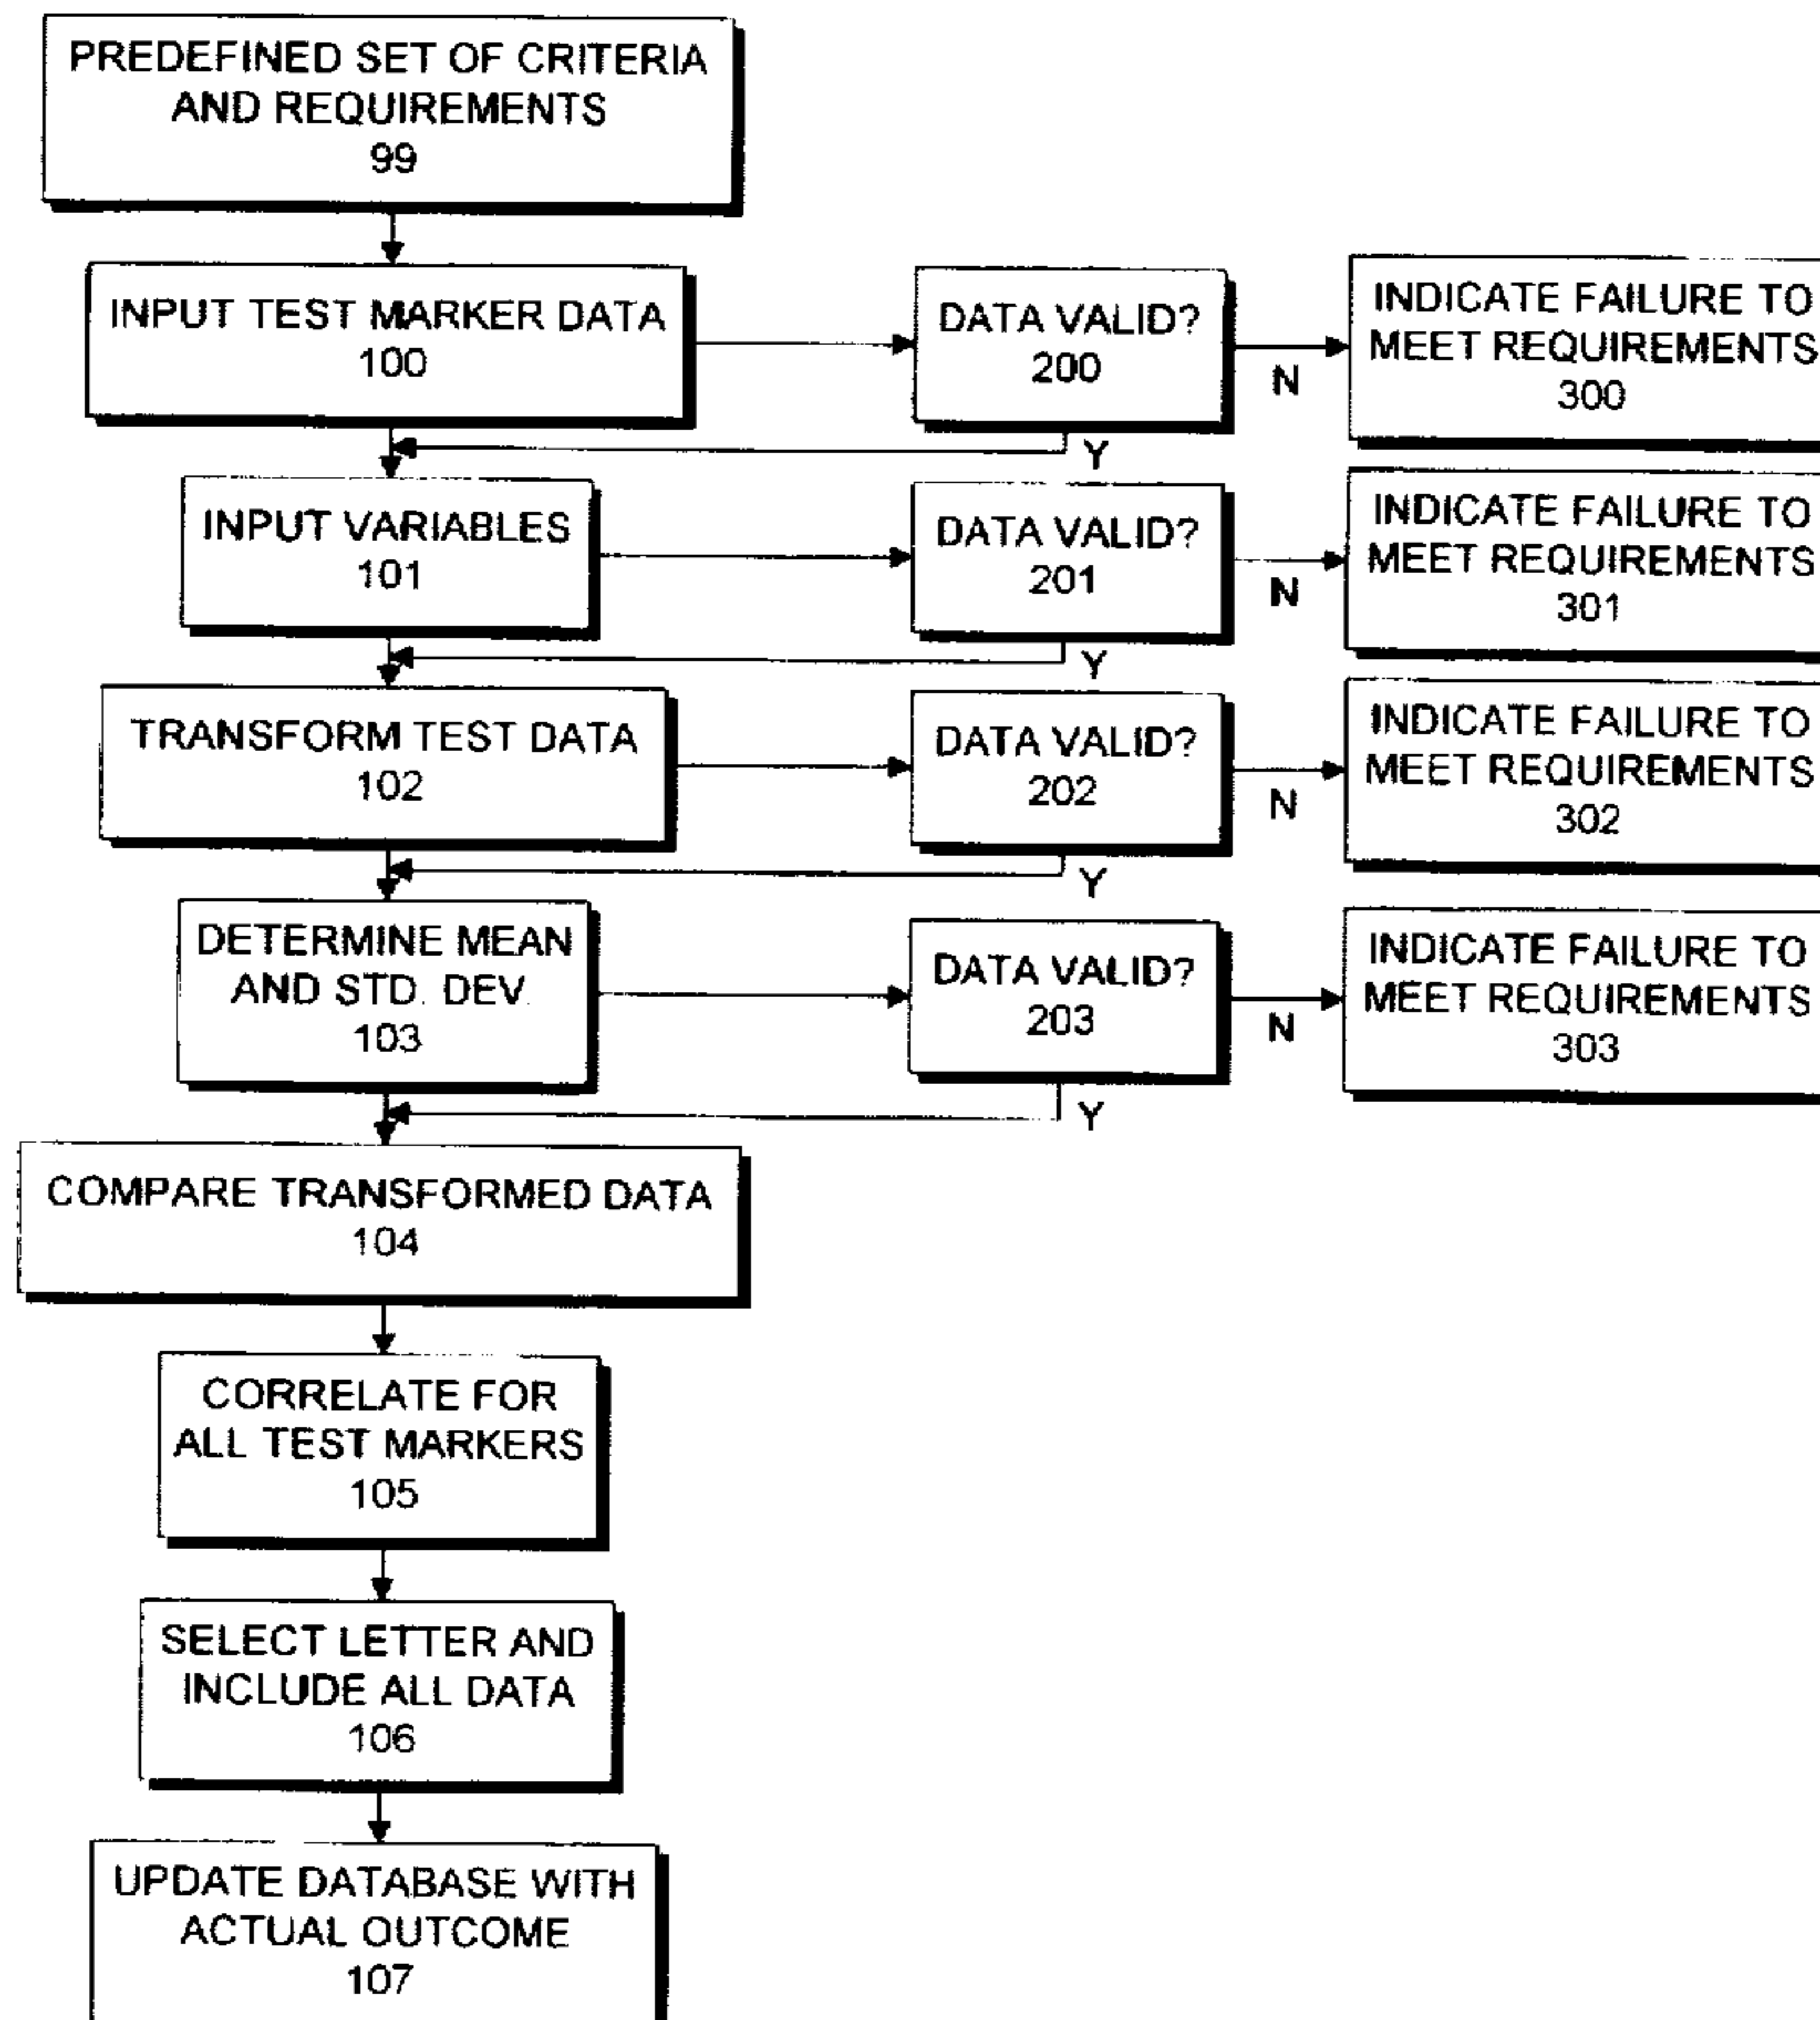 PREDEFINED SET OF CRITERIA
AND REQUIREMENTS
99
INPUT TEST MARKER DATA
100
DATA VALID?
200
N
INDICATE FAILURE TO
MEET REQUIREMENTS
300
Y
INPUT VARIABLES
101
DATA VALID?
201
N
INDICATE FAILURE TO
MEET REQUIREMENTS
301
Y
TRANSFORM TEST DATA
102
DATA VALID?
202
N
INDICATE FAILURE TO
MEET REQUIREMENTS
302
Y
DETERMINE MEAN
AND STD. DEV.
103
DATA VALID?
203
N
INDICATE FAILURE TO
MEET REQUIREMENTS
303
Y
COMPARE TRANSFORMED DATA
104
CORRELATE FOR
ALL TEST MARKERS
105
SELECT LETTER AND
INCLUDE ALL DATA
106
UPDATE DATABASE WITH
ACTUAL OUTCOME
107